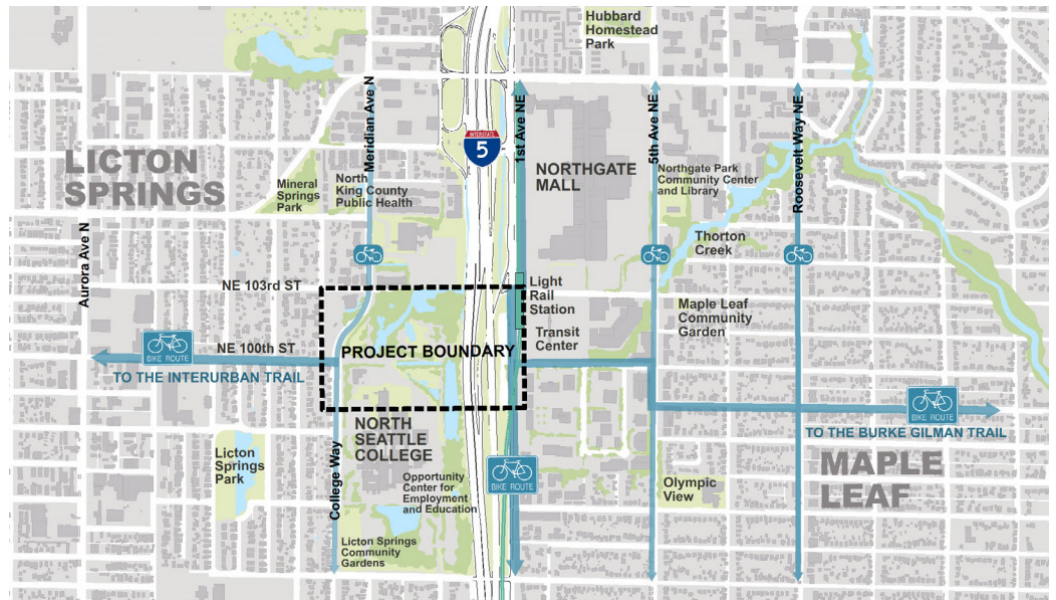 Hubbard
Homestead
Park
Meridian Ave N
INTERSTATE
5
1st Ave NE
5th Ave NE
Roosevelt Way NE
LICTON
SPRINGS
Mineral
Springs
Park
North
King County
Public Health
NORTHGATE
MALL
Northgate Park
Community Center
and Library
Thorton
Creek
Aurora Ave N
NE 103rd ST
Light
Rail
Station
Transit
Center
Maple Leaf
Community
Garden
NE 100th ST
BIKE ROUTE
TO THE INTERURBAN TRAIL
PROJECT BOUNDARY
BIKE ROUTE
TO THE BURKE GILMAN TRAIL
NORTH
SEATTLE
COLLEGE
College Way
Licton
Springs
Park
Opportunity
Center for
Employment
and Education
BIKE ROUTE
Olympic
View
MAPLE
LEAF
Licton Springs
Community
Gardens